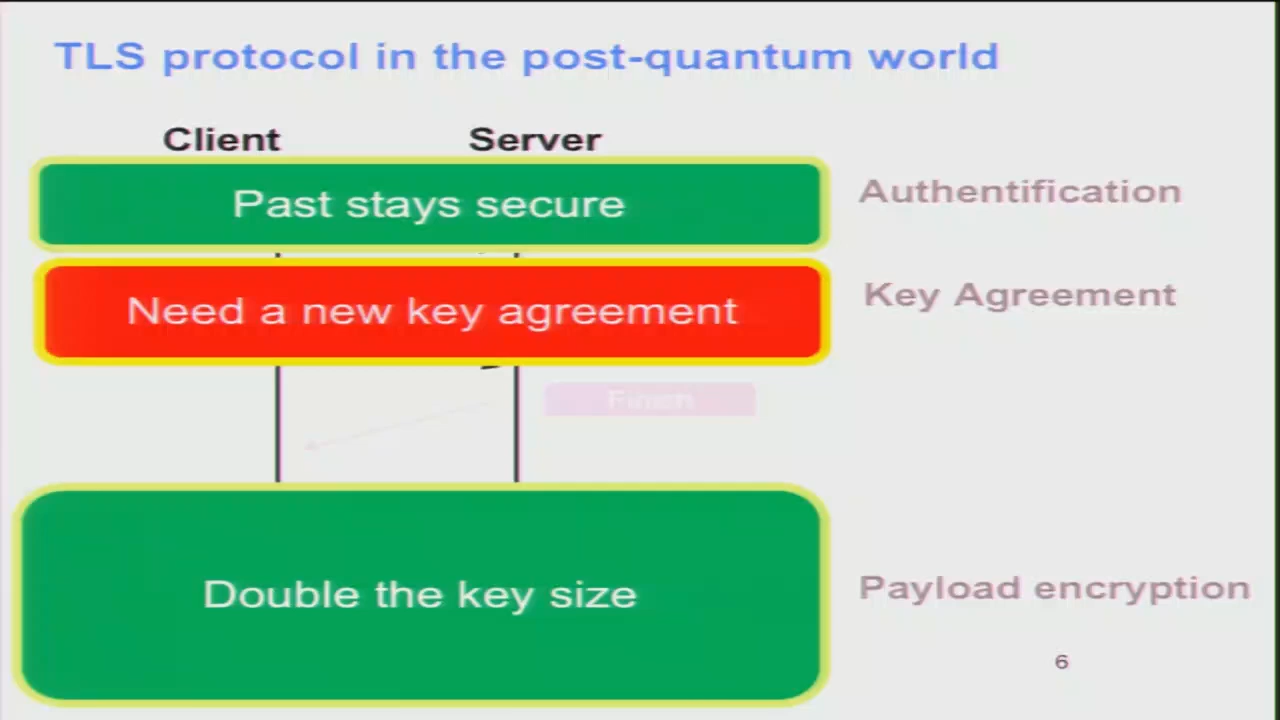 TLS protocol in the post-quantum world
Client
Server
Past stays secure
Authentification
Need a new key agreement
Key Agreement
Finish
Double the key size
Payload encryption
6